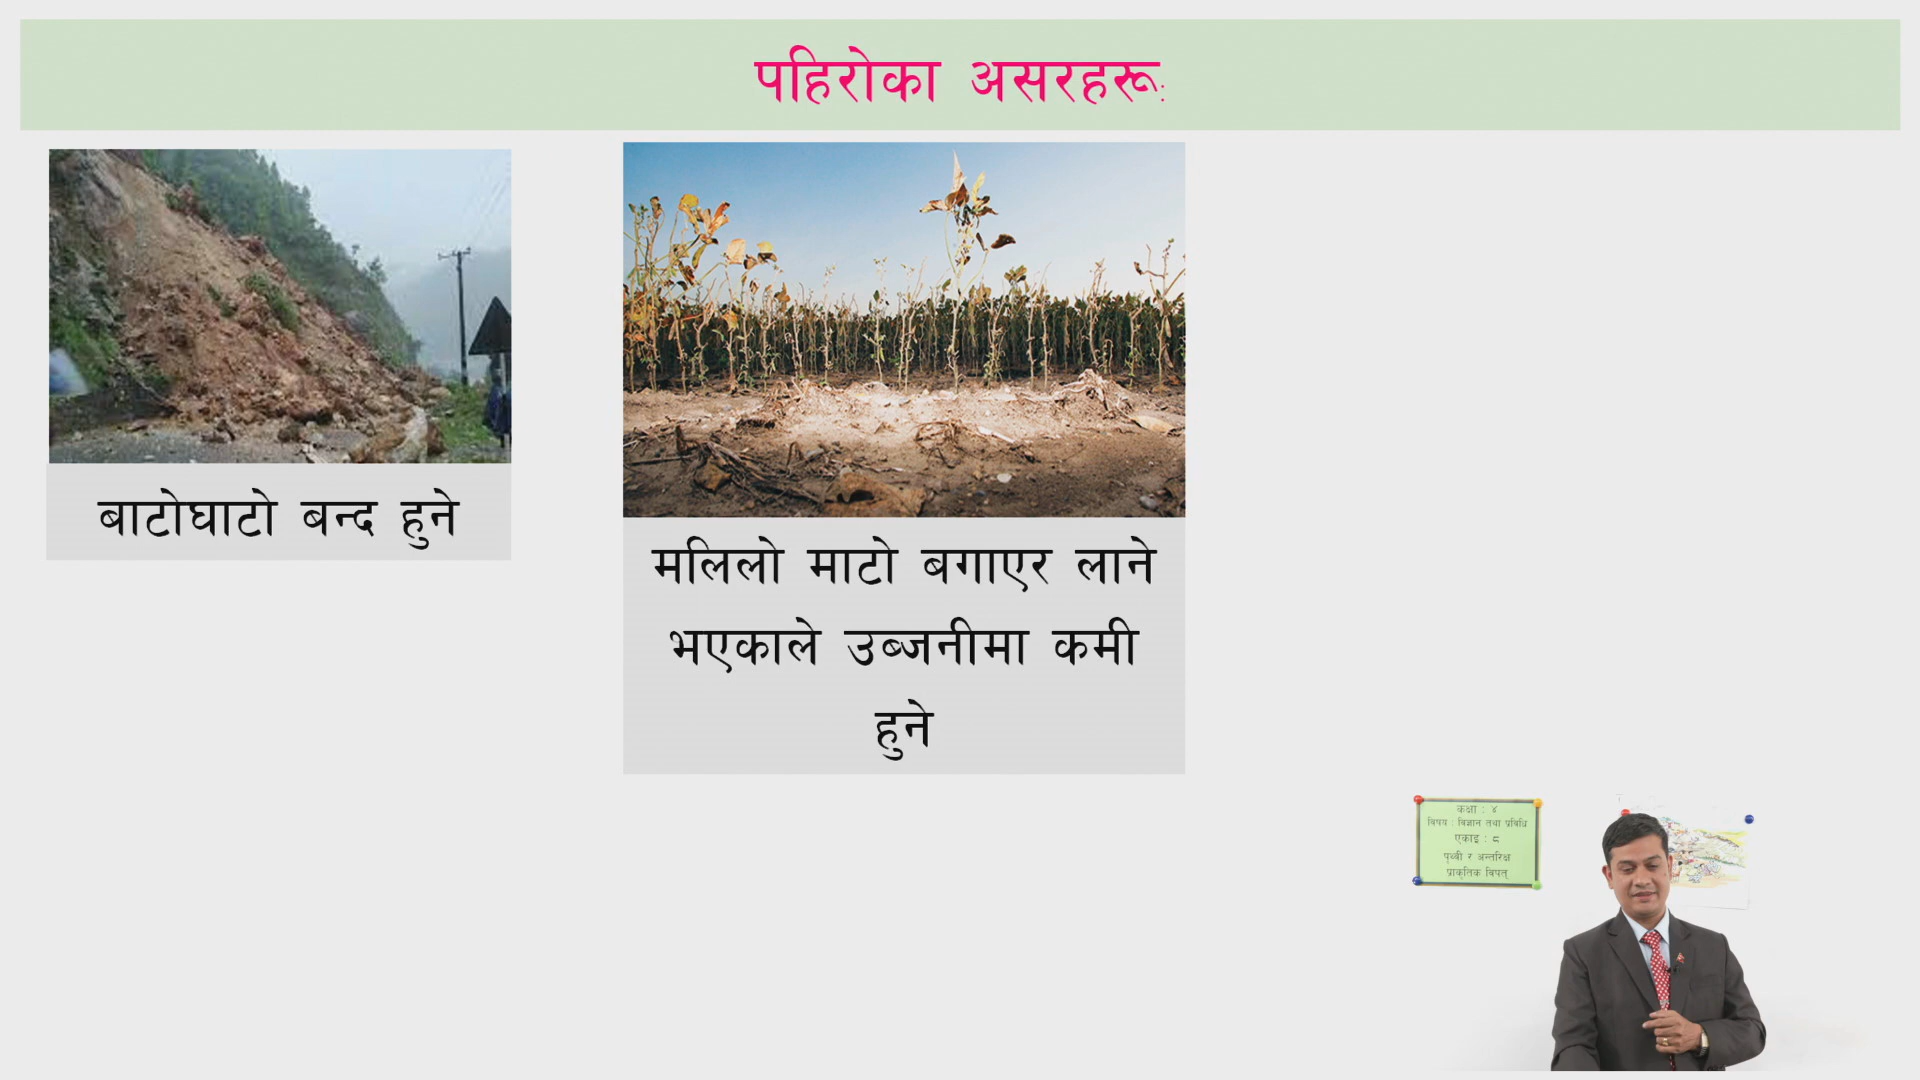 पहिरोका असरहरू:
बाटोघाटो बन्द हुने
मलिलो माटो बगाएर लाने
भएकाले उब्जनीमा कमी
हुने
कक्षा : ४
विषय : विज्ञान तथा प्रविधि
एकाइ : ८
पृथ्वी र अन्तरिक्ष
प्राकृतिक विपत्